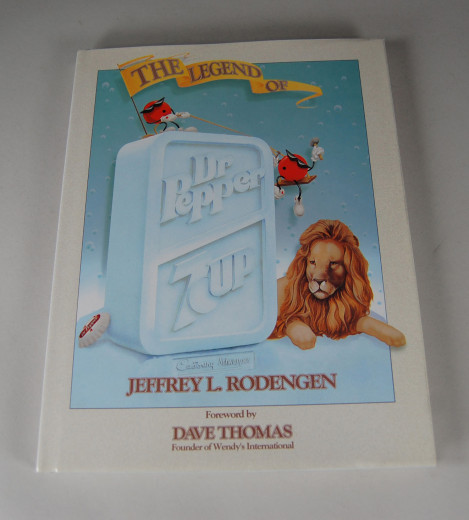 THE LEGEND OF
Dr
Pepper
7UP
JEFFREY L. RODENGEN
Foreword by
DAVE THOMAS
Founder of Wendy's International